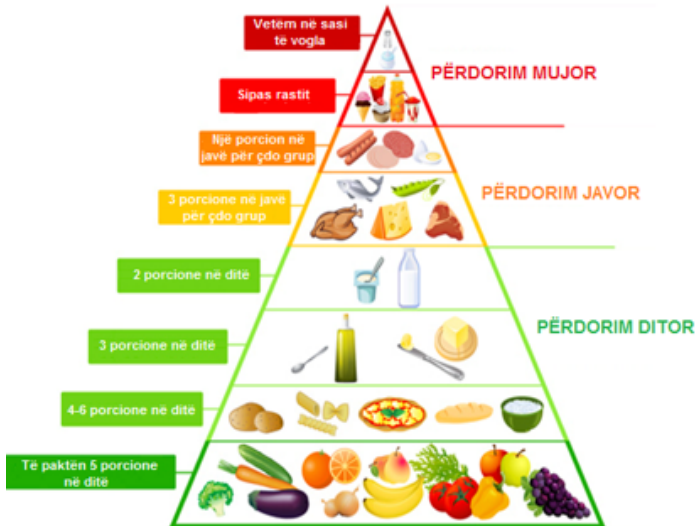 Vetëm në sasi
të vogla
PËRDORIM MUJOR
Sipas rastit
Një porcion në
javë për çdo grup
PËRDORIM JAVOR
3 porcione në javë
për çdo grup
2 porcione në ditë
PËRDORIM DITOR
3 porcione në ditë
4-6 porcione në ditë
Të paktën 5 porcione
në ditë